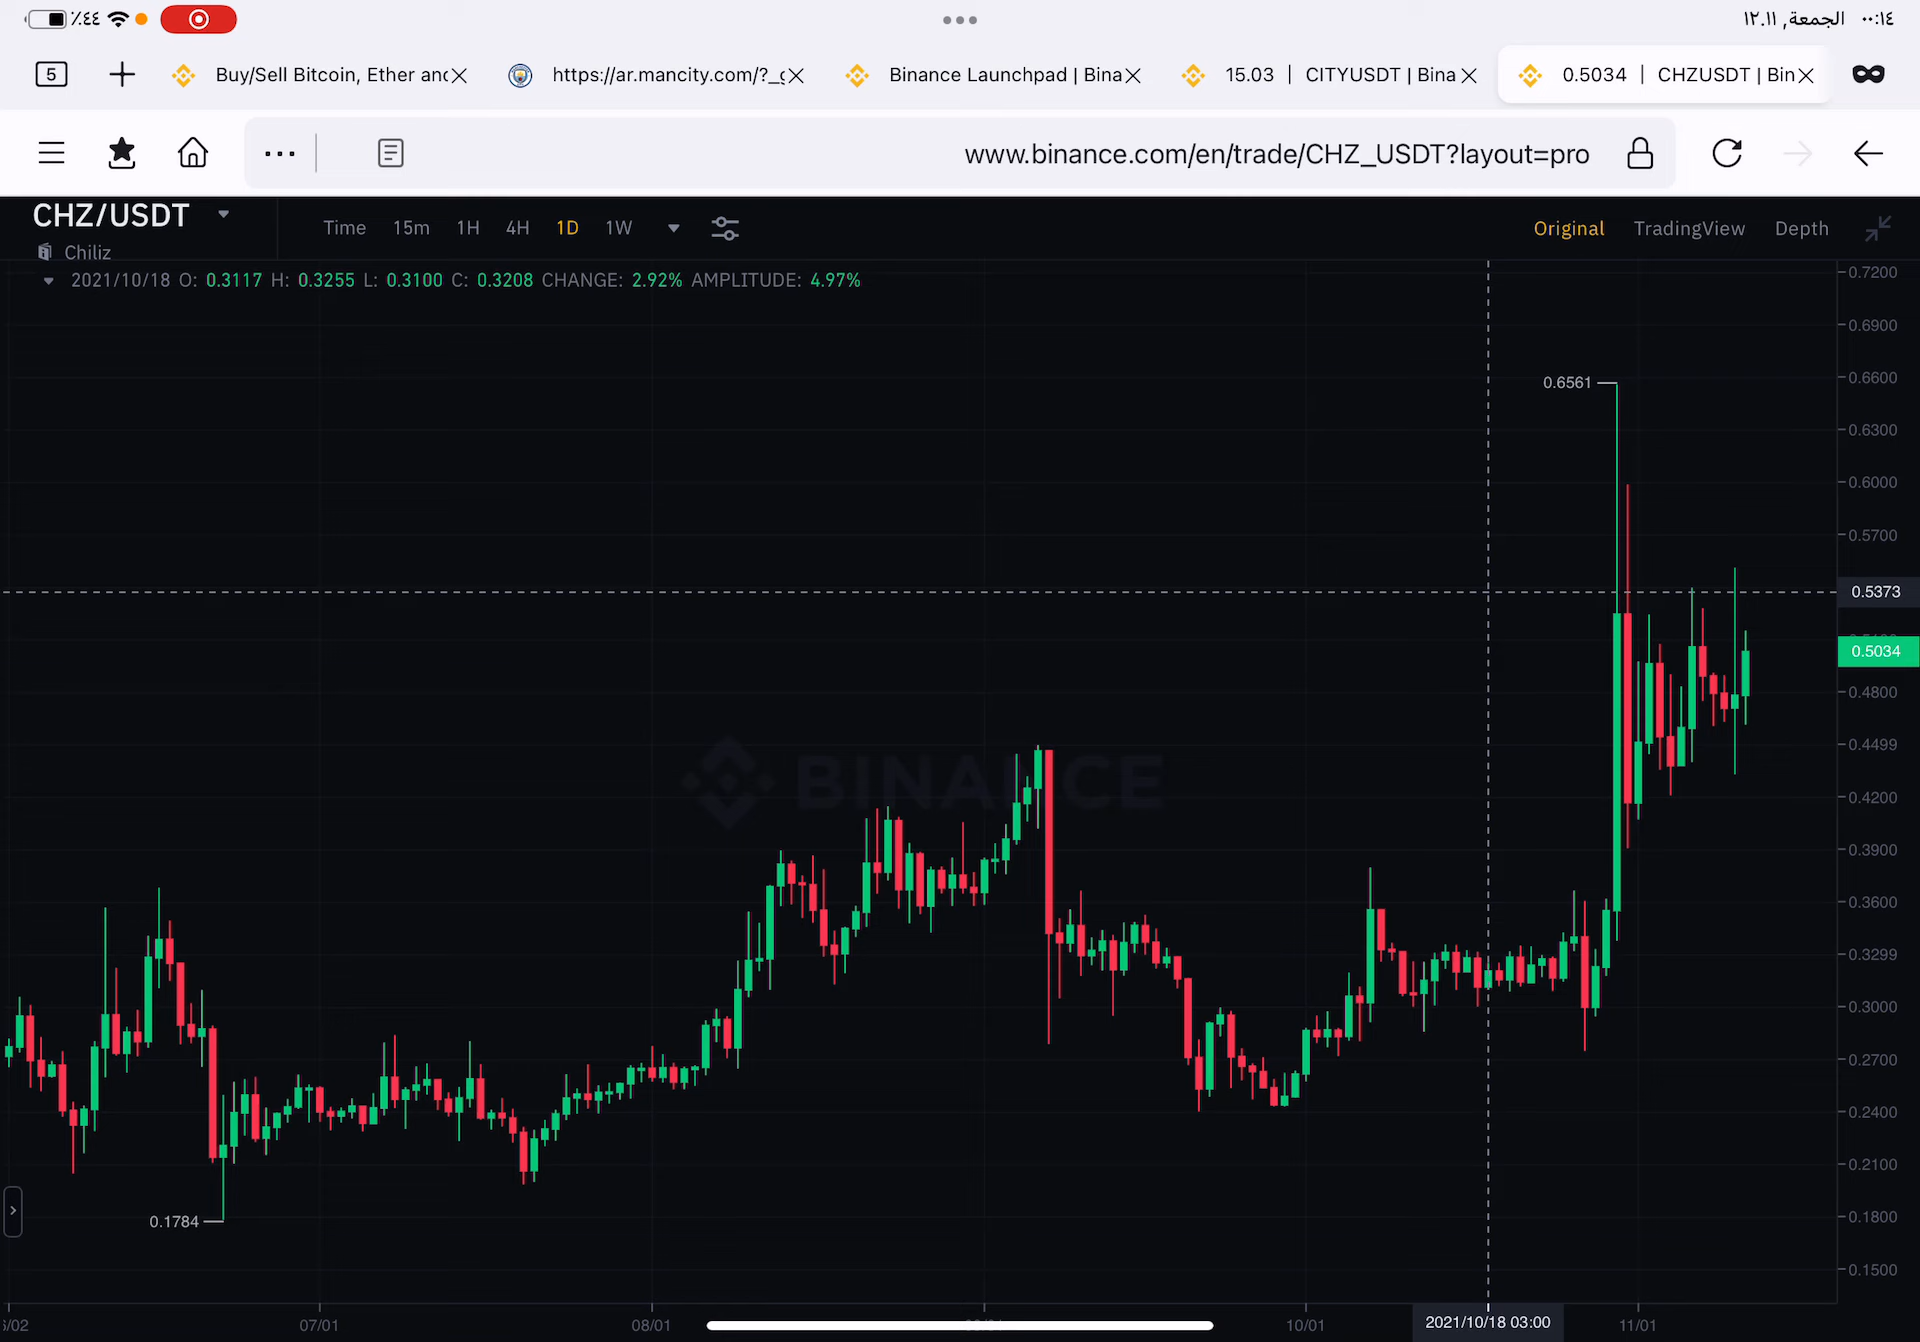 ٪٤٤
الجمعة, ١٢.١١ ٠٠:١٤
5 Buy/Sell Bitcoin, Ether and https://ar.mancity.com/?_g Binance Launchpad | Bina 15.03 | CITYUSDT | Bina 0.5034 | CHZUSDT | Bin
www.binance.com/en/trade/CHZ_USDT?layout=pro
CHZ/USDT
Chiliz
Time 15m 1H 4H 1D 1W Original TradingView Depth
2021/10/18 O: 0.3117 H: 0.3255 L: 0.3100 C: 0.3208 CHANGE: 2.92% AMPLITUDE: 4.97%
0.7200
0.6900
0.6561
0.6600
0.6300
0.6000
0.5700
0.5373
0.5034
0.4800
0.4499
BINANCE
0.4200
0.3900
0.3600
0.3299
0.3000
0.2700
0.2400
0.2100
0.1784
0.1800
0.1500
07/01 08/01 10/01 2021/10/18 03:00 11/01